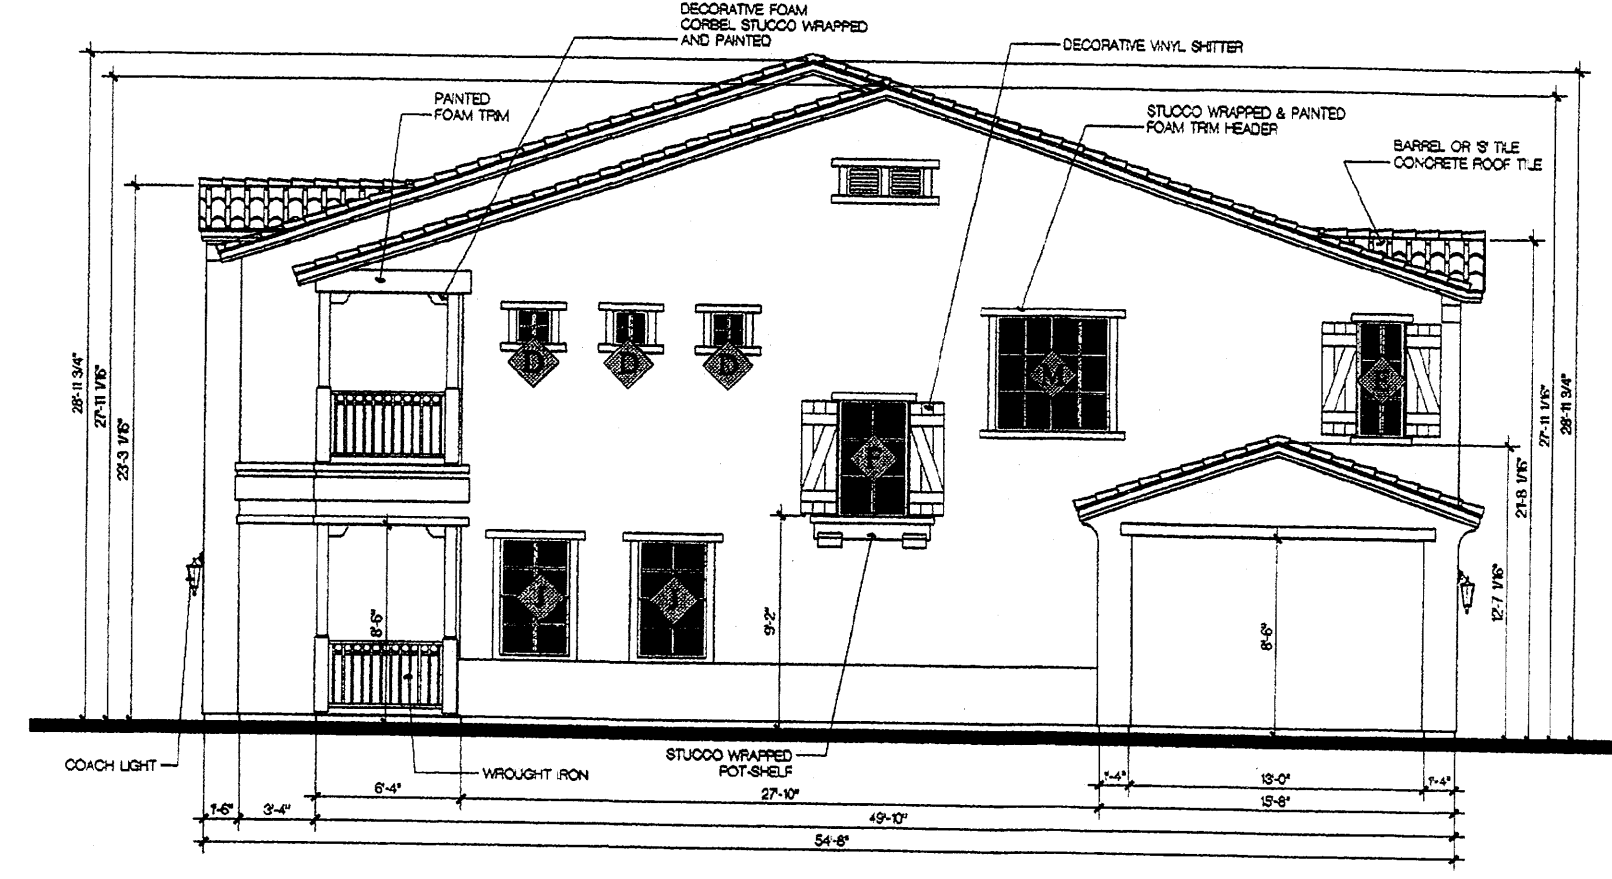 DECORATIVE FOAM
CORBEL STUCCO WRAPPED
AND PAINTED
DECORATIVE VINYL SHITTER
PAINTED
FOAM TRIM
STUCCO WRAPPED & PAINTED
FOAM TRIM HEADER
BARREL OR 'S' TILE
CONCRETE ROOF TILE
28'-11 3/4"
27'-11 1/16"
23'-3 1/16"
D
D
D
M
E
F
J
J
8'-6"
9'-2"
8'-6"
12'-7 1/16"
21'-8 1/16"
27'-11 1/16"
28'-11 3/4"
COACH LIGHT
WROUGHT IRON
STUCCO WRAPPED
POT-SHELF
6'-4"
27'-10"
1'-4"
13'-0"
1'-4"
15'-8"
1'-6"
3'-4"
49'-10"
54'-8"